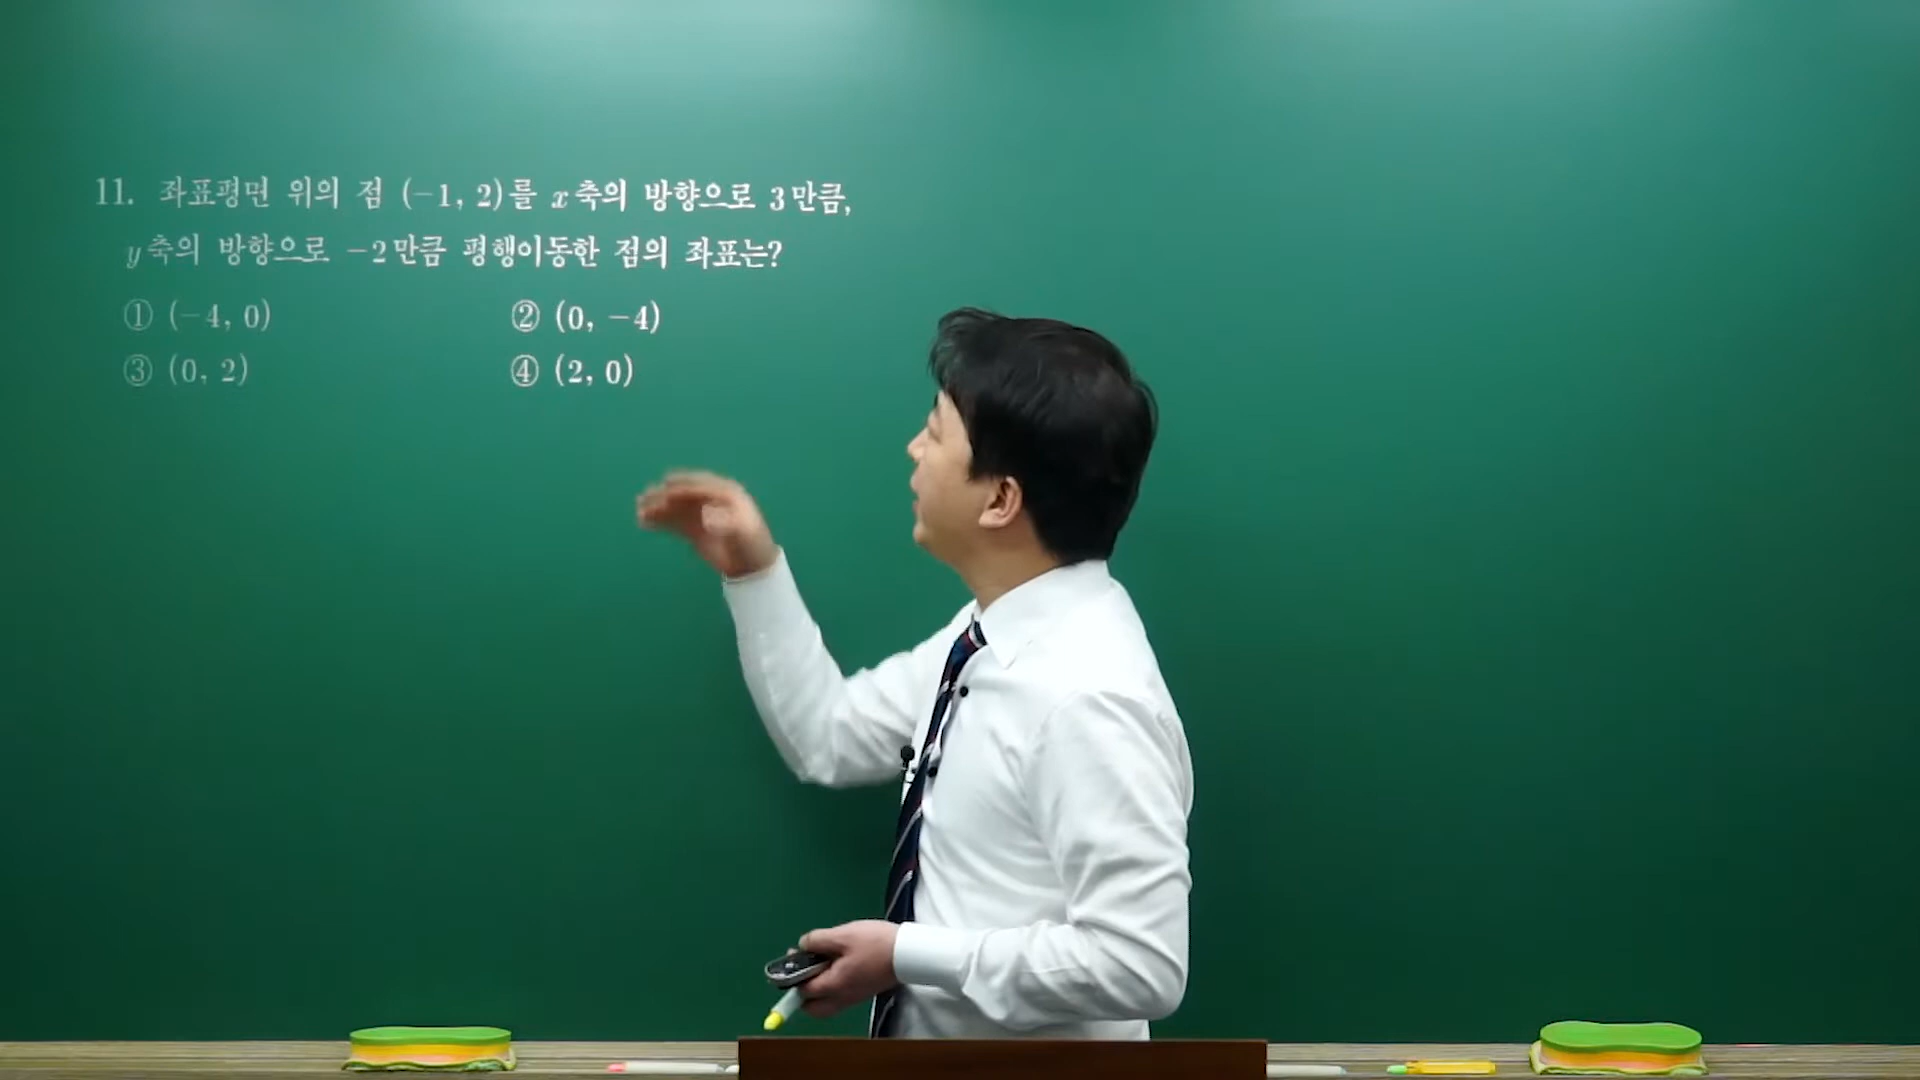 11. 좌표평면 위의 점 (−1, 2)를 x축의 방향으로 3만큼,
y축의 방향으로 −2만큼 평행이동한 점의 좌표는?
① (−4, 0) ② (0, −4)
③ (0, 2) ④ (2, 0)